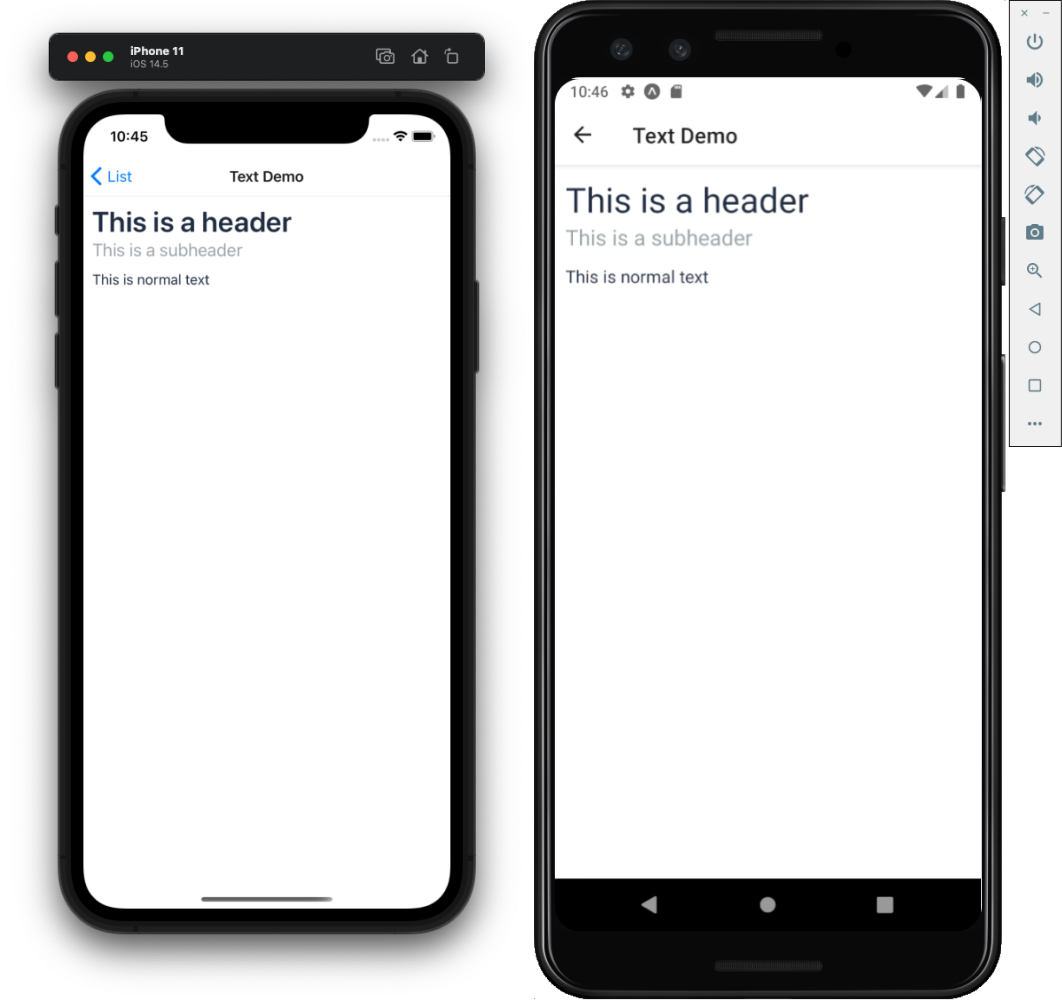 iPhone 11
iOS 14.5
10:45
List
Text Demo
This is a header
This is a subheader
This is normal text
10:46
Text Demo
This is a header
This is a subheader
This is normal text